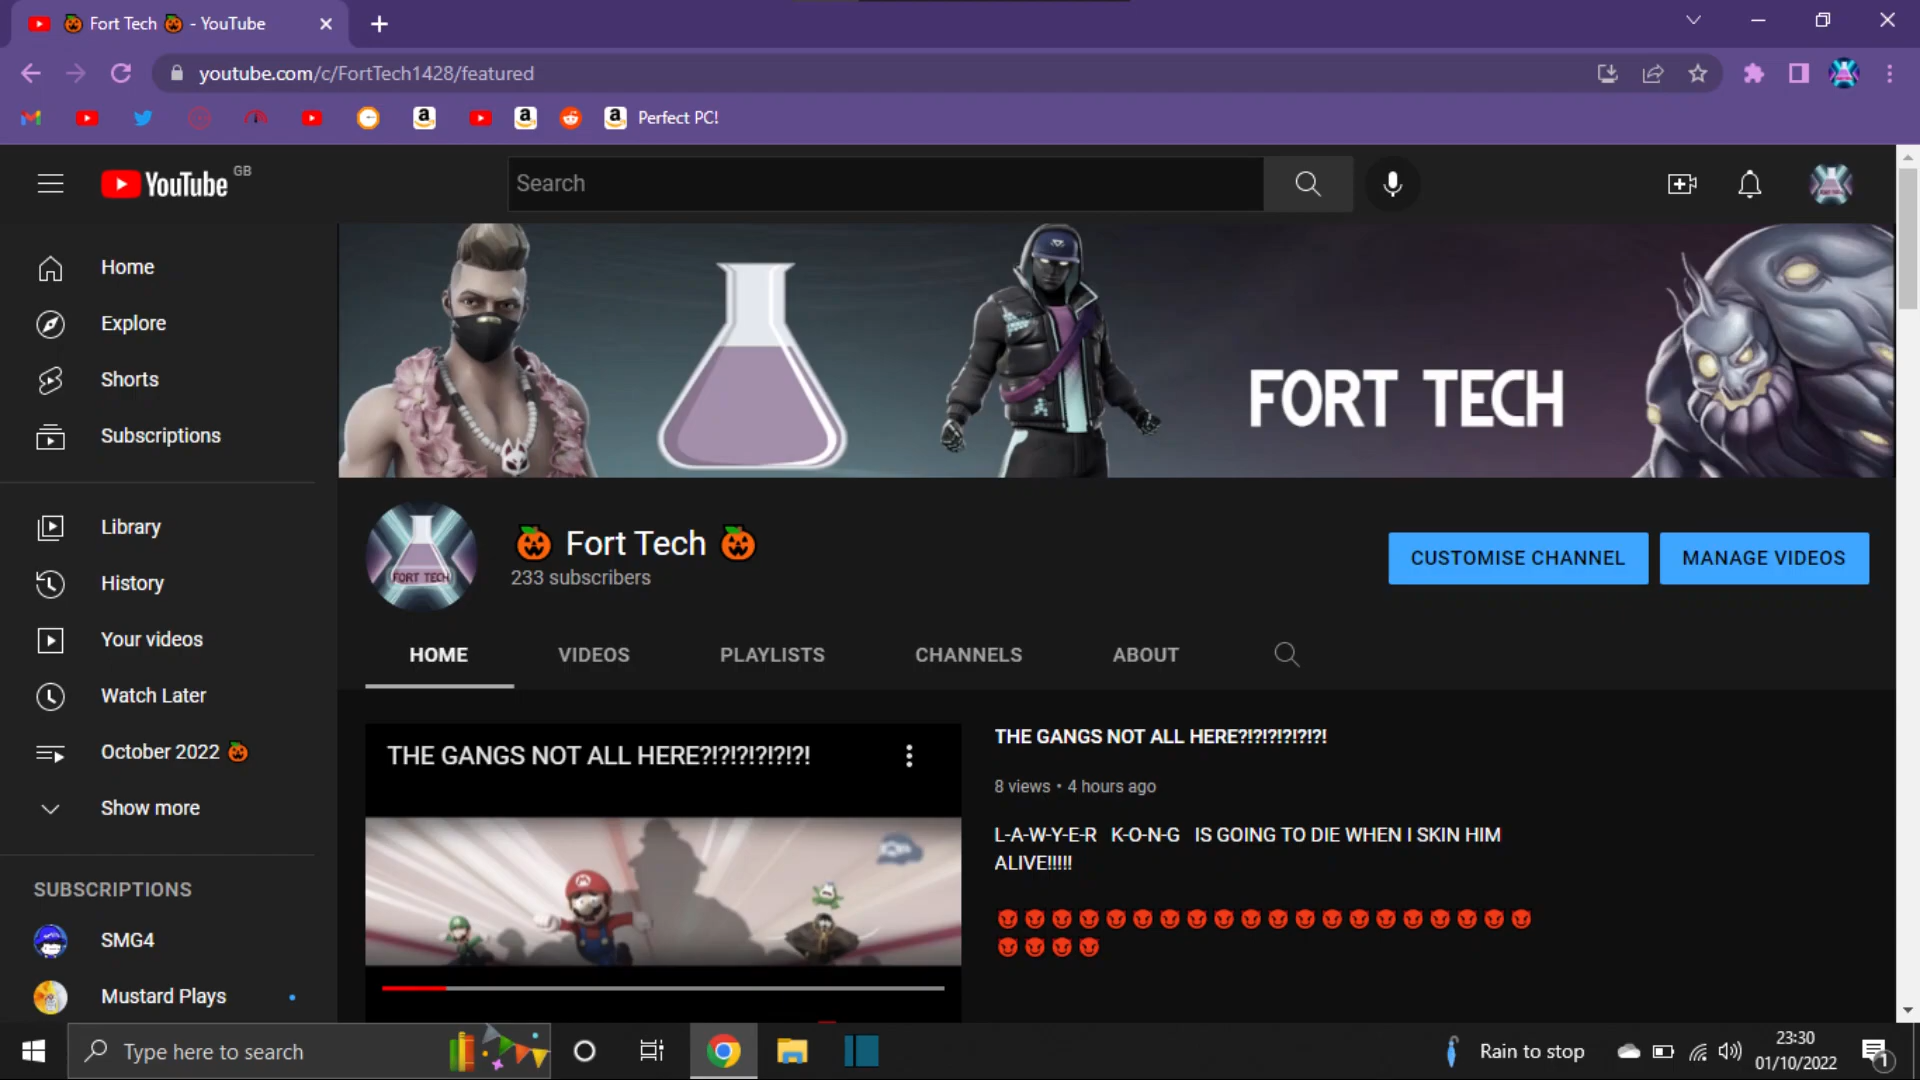 Fort Tech - YouTube
youtube.com/c/FortTech1428/featured
Perfect PC!
YouTube GB
Search
Home
Explore
Shorts
Subscriptions
Library
History
Your videos
Watch Later
October 2022
Show more
SUBSCRIPTIONS
SMG4
Mustard Plays
FORT TECH
FORT TECH
Fort Tech
233 subscribers
CUSTOMISE CHANNEL
MANAGE VIDEOS
HOME
VIDEOS
PLAYLISTS
CHANNELS
ABOUT
THE GANGS NOT ALL HERE?!?!?!?!?!?!
THE GANGS NOT ALL HERE?!?!?!?!?!?!
8 views • 4 hours ago
L-A-W-Y-E-R K-O-N-G IS GOING TO DIE WHEN I SKIN HIM
ALIVE!!!!!
Type here to search
Rain to stop
23:30
01/10/2022
1